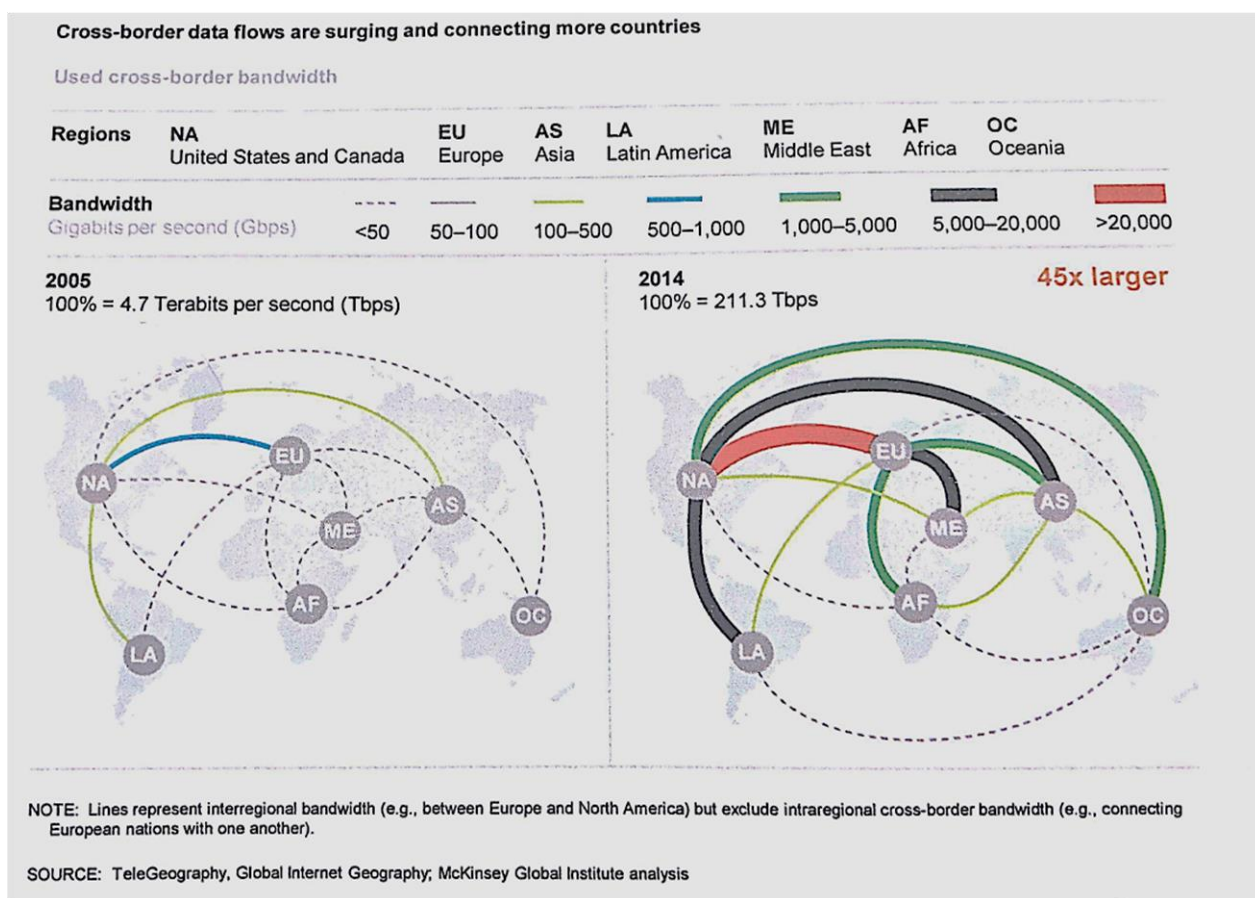 Cross-border data flows are surging and connecting more countries
Used cross-border bandwidth
Regions NA EU AS LA ME AF OC
United States and Canada Europe Asia Latin America Middle East Africa Oceania
Bandwidth
Gigabits per second (Gbps) <50 50–100 100–500 500–1,000 1,000–5,000 5,000–20,000 >20,000
2005
100% = 4.7 Terabits per second (Tbps)
NA
EU
AS
ME
AF
OC
LA
2014
45x larger
100% = 211.3 Tbps
EU
NA
AS
ME
AF
OC
LA
NOTE: Lines represent interregional bandwidth (e.g., between Europe and North America) but exclude intraregional cross-border bandwidth (e.g., connecting
European nations with one another).
SOURCE: TeleGeography, Global Internet Geography; McKinsey Global Institute analysis